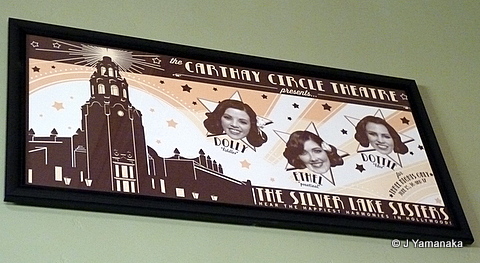 the CARTHAY CIRCLE THEATRE
presents...
DOLLY
ETHEL
DOTTIE
for
THE SILVER LAKE SISTERS
HEAR THE HAPPIEST HARMONIES IN HOLLYWOOD!
© J Yamanaka